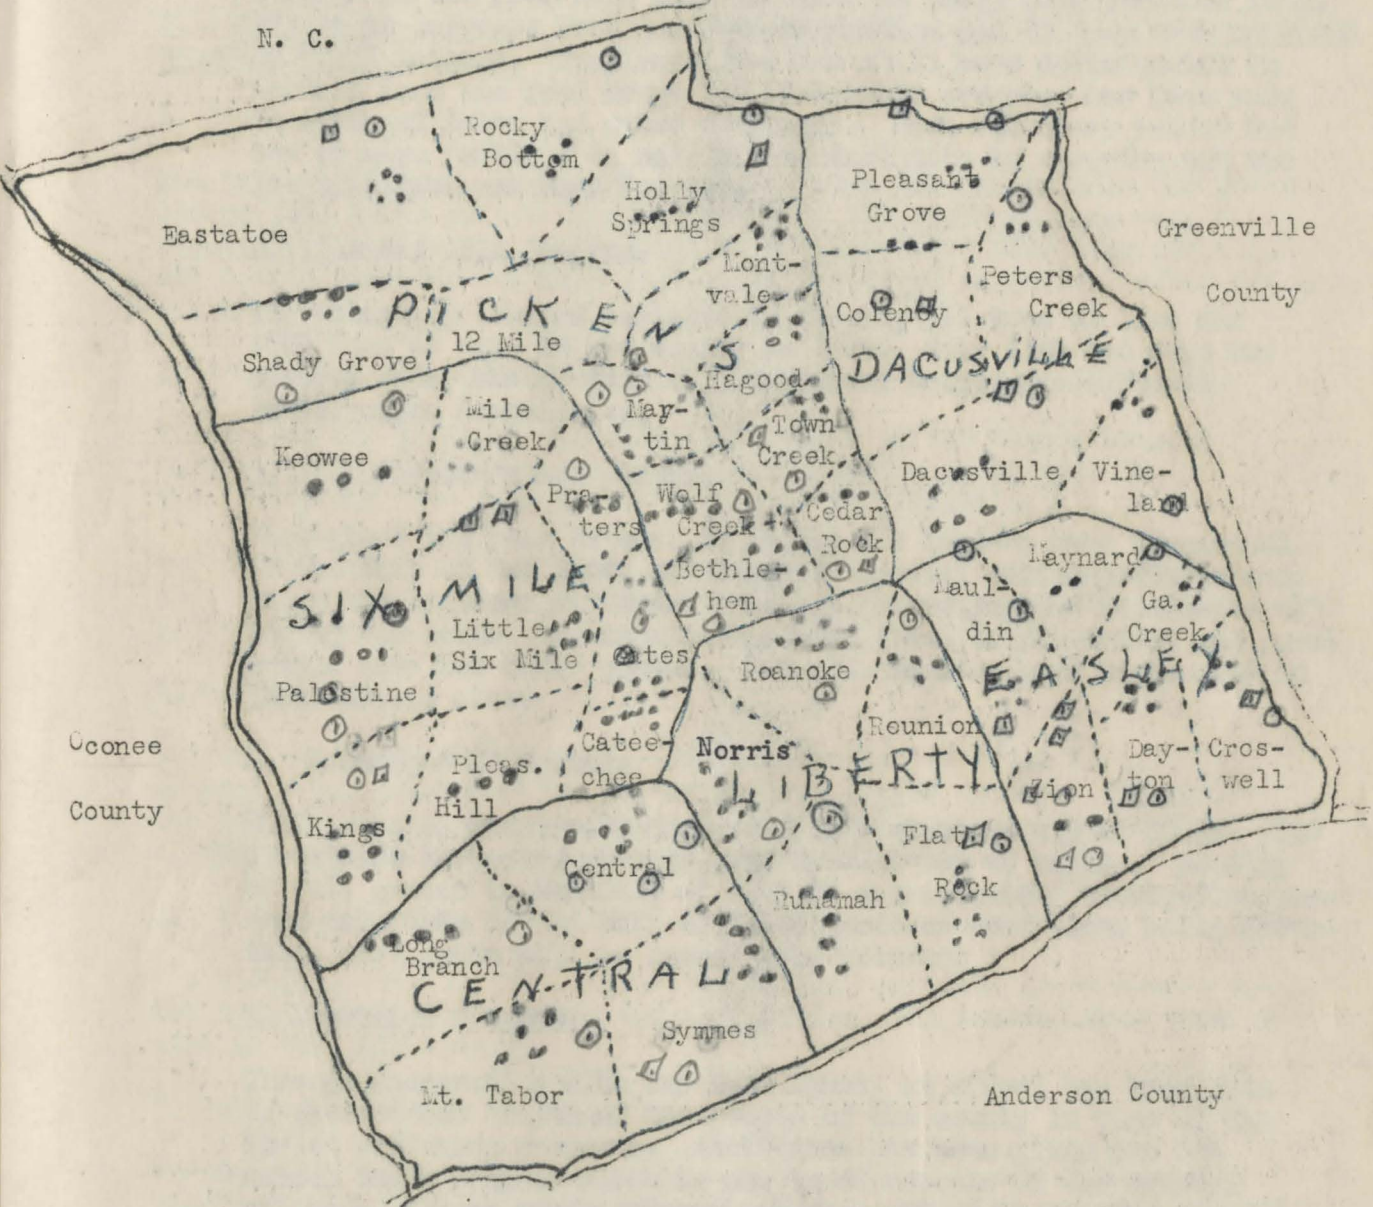 N. C.
Rocky
Bottom
Holly
Springs
Pleasant
Grove
Eastatoe
Greenville
County
Mont-
vale
Peters
Creek
PICKENS
12 Mile
Shady Grove
DACUSVILLE
Hagood
Mile
Creek
May-
tin
Town
Creek
Keowee
Dacusville
Vine-
land
Pra-
ters
Wolf
Creek
Cedar
Rock
Maynard
Bethle-
hem
Maul-
din
Ga.
Creek
SIX MILE
Little
Six Mile
Gates
Roanoke
EASLEY
Palestine
Reunion
Oconee
County
Catee-
chee
Norris
LIBERTY
Day-
ton
Cros-
well
Pleas.
Hill
Zion
Kings
Flat
Rock
Central
Ruhamah
Long
Branch
CENTRAL
Symmes
Mt. Tabor
Anderson County